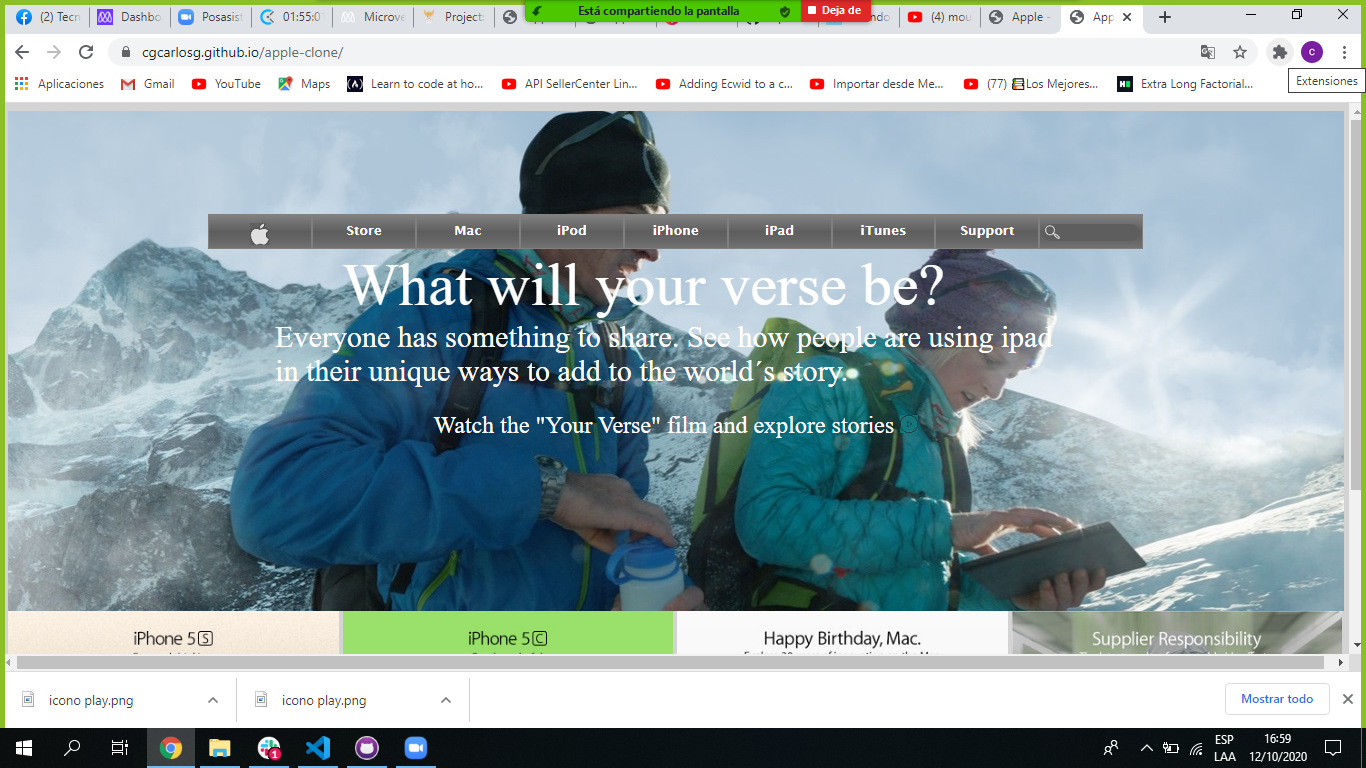 Está compartiendo la pantalla
Deja de
(2) Tecn
Dashbo
Posasist
01:55:0
Microve
Project
(4) mou
Apple -
App
cgcarlosg.github.io/apple-clone/
Aplicaciones
Gmail
YouTube
Maps
Learn to code at ho...
API SellerCenter Lin...
Adding Ecwid to a c...
Importar desde Me...
(77) Los Mejores...
Extra Long Factorial...
Extensiones
Store
Mac
iPod
iPhone
iPad
iTunes
Support
What will your verse be?
Everyone has something to share. See how people are using ipad
in their unique ways to add to the world´s story.
Watch the "Your Verse" film and explore stories
iPhone 5 S
iPhone 5 C
Happy Birthday, Mac.
Supplier Responsibility
icono play.png
icono play.png
Mostrar todo
1
ESP
LAA
16:59
12/10/2020